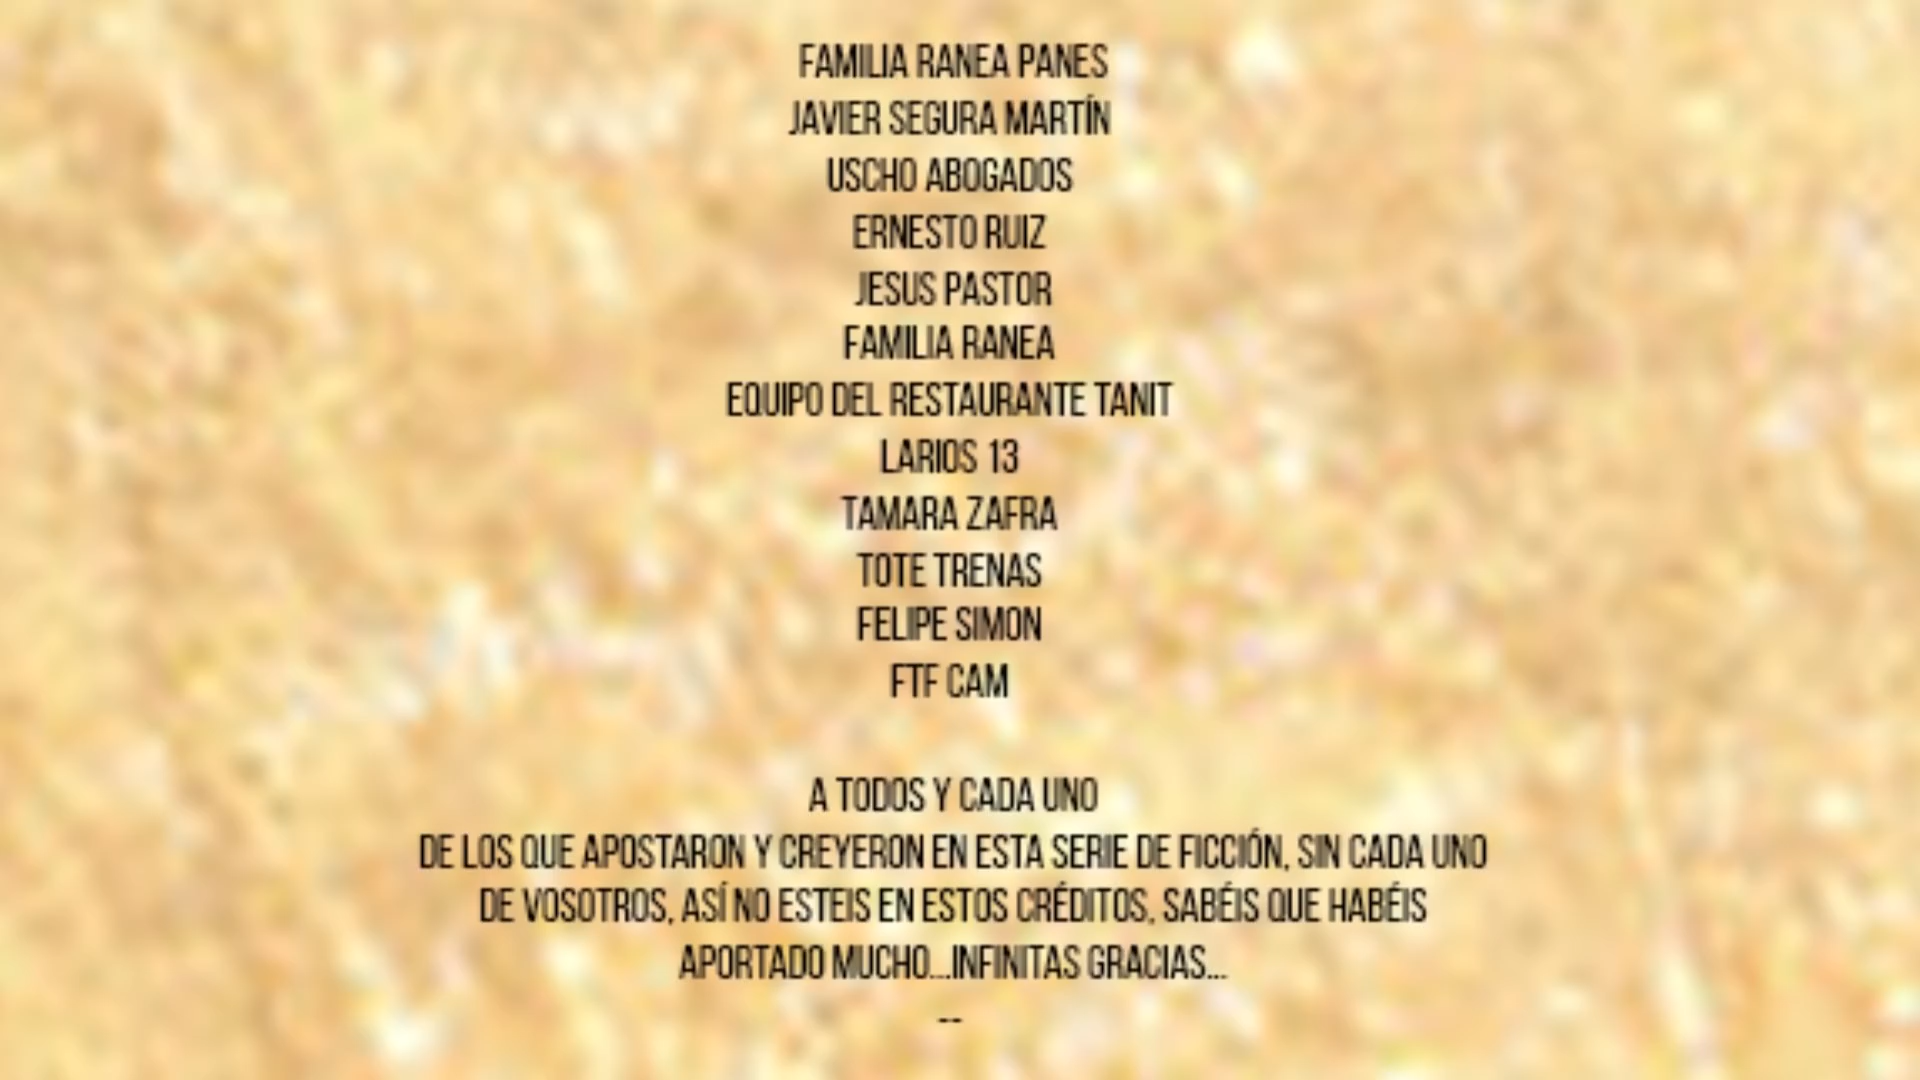 FAMILIA RANEA PANES
JAVIER SEGURA MARTÍN
USCHO ABOGADOS
ERNESTO RUIZ
JESUS PASTOR
FAMILIA RANEA
EQUIPO DEL RESTAURANTE TANIT
LARIOS 13
TAMARA ZAFRA
TOTE TRENAS
FELIPE SIMON
FTF CAM
A TODOS Y CADA UNO
DE LOS QUE APOSTARON Y CREYERON EN ESTA SERIE DE FICCIÓN, SIN CADA UNO
DE VOSOTROS, ASÍ NO ESTEIS EN ESTOS CRÉDITOS, SABÉIS QUE HABÉIS
APORTADO MUCHO...INFINITAS GRACIAS...
--